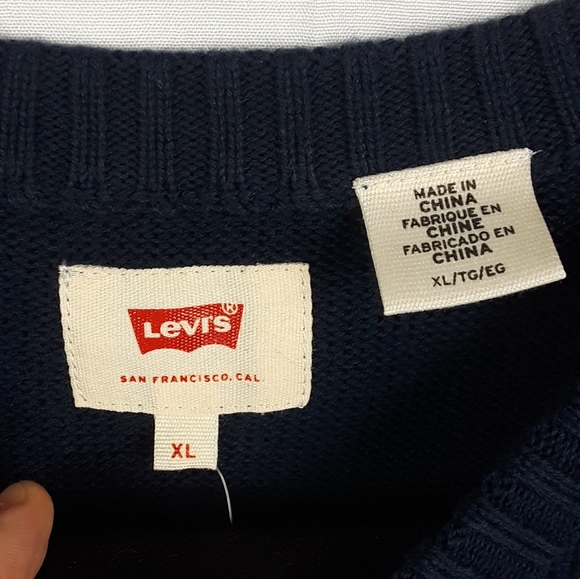 MADE IN
CHINA
FABRIQUE EN
CHINE
FABRICADO EN
CHINA
XL/TG/EG
Levi's®
SAN FRANCISCO, CAL.
XL